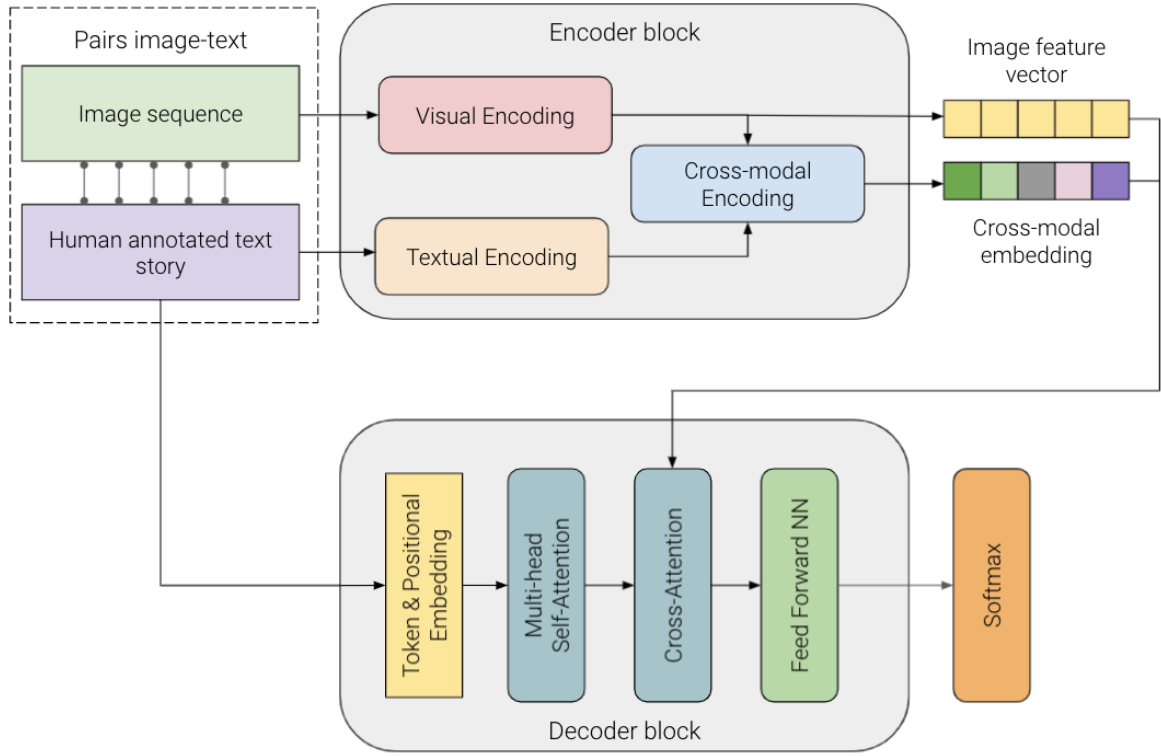 Pairs image-text
Image sequence
Human annotated text
story
Encoder block
Visual Encoding
Cross-modal
Encoding
Textual Encoding
Image feature
vector
Cross-modal
embedding
Token & Positional
Embedding
Multi-head
Self-Attention
Cross-Attention
Feed Forward NN
Softmax
Decoder block